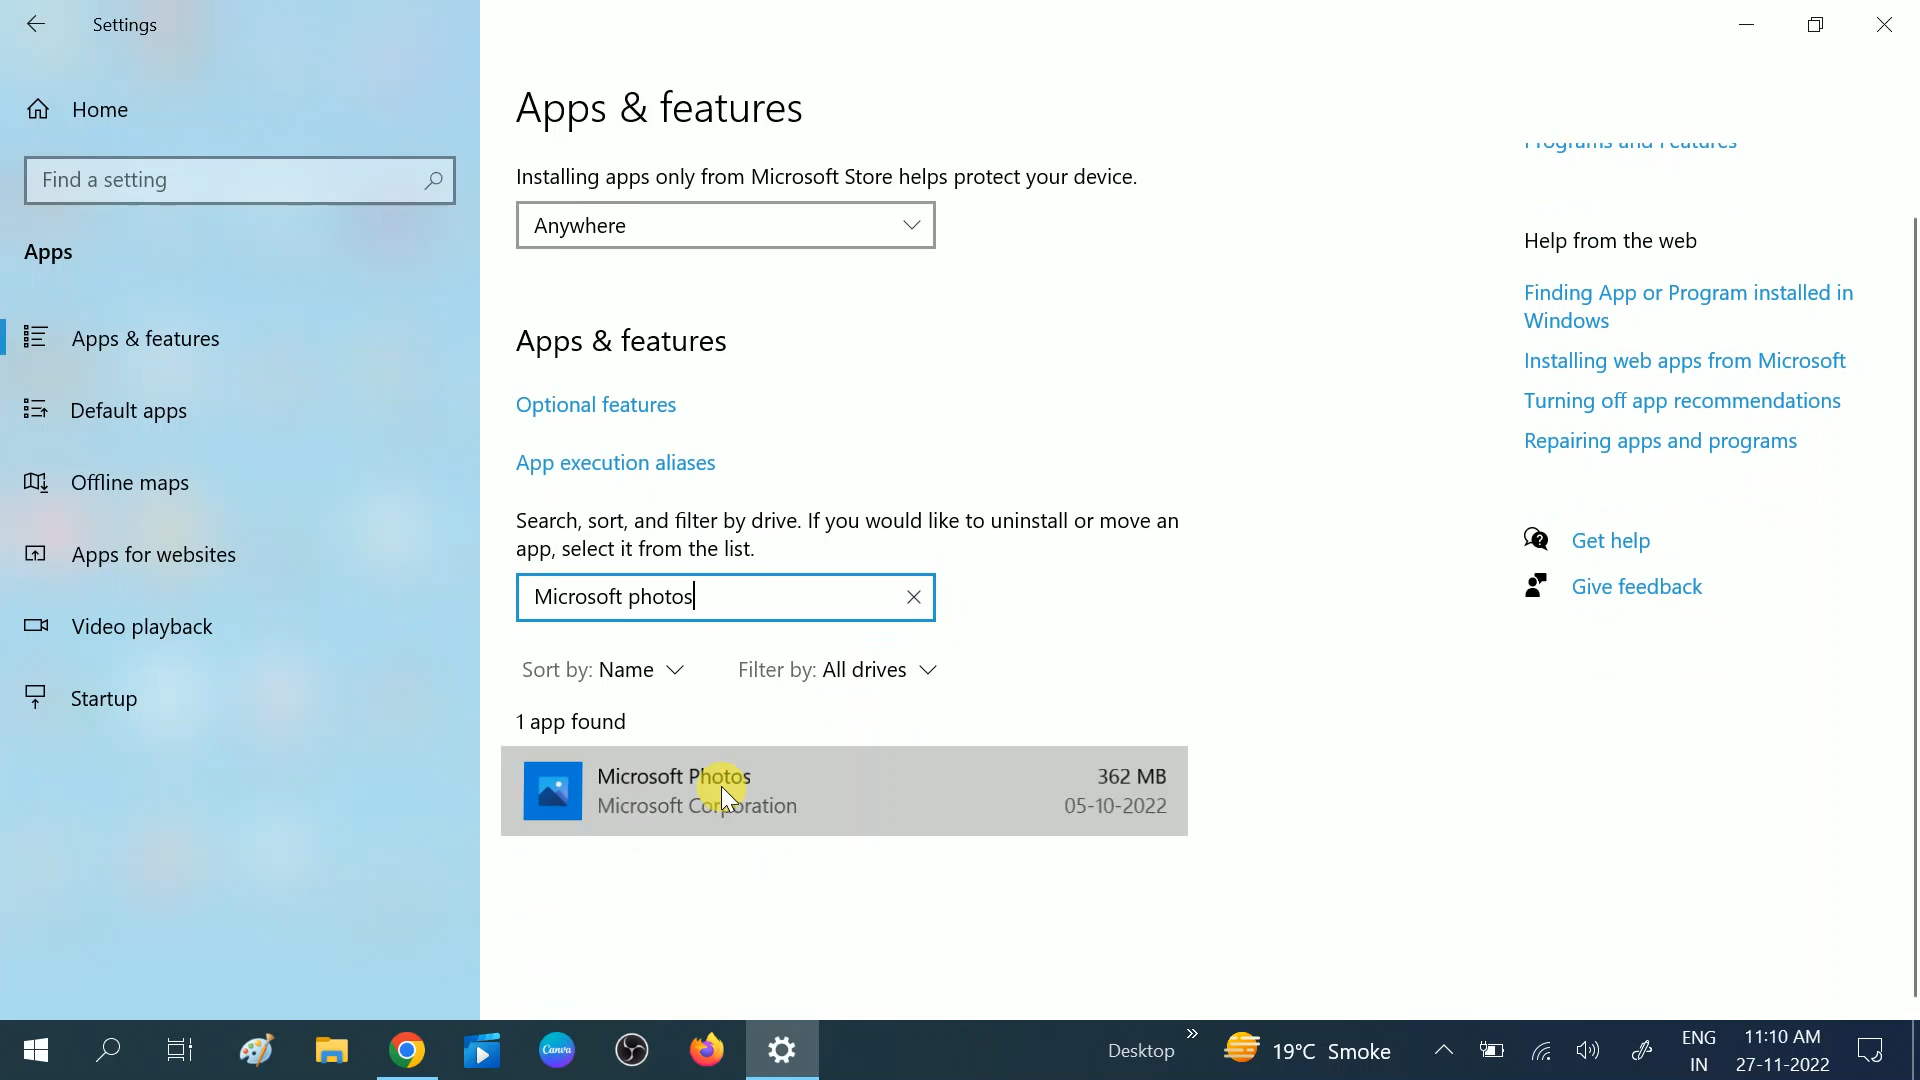 Settings
Home
Find a setting
Apps
Apps & features
Default apps
Offline maps
Apps for websites
Video playback
Startup
Apps & features
Installing apps only from Microsoft Store helps protect your device.
Anywhere
Apps & features
Optional features
App execution aliases
Search, sort, and filter by drive. If you would like to uninstall or move an
app, select it from the list.
Microsoft photos
Sort by: Name
Filter by: All drives
1 app found
Microsoft Photos
362 MB
Microsoft Corporation
05-10-2022
Programs and Features
Help from the web
Finding App or Program installed in
Windows
Installing web apps from Microsoft
Turning off app recommendations
Repairing apps and programs
Get help
Give feedback
Canva
Desktop
19°C Smoke
ENG
IN
11:10 AM
27-11-2022